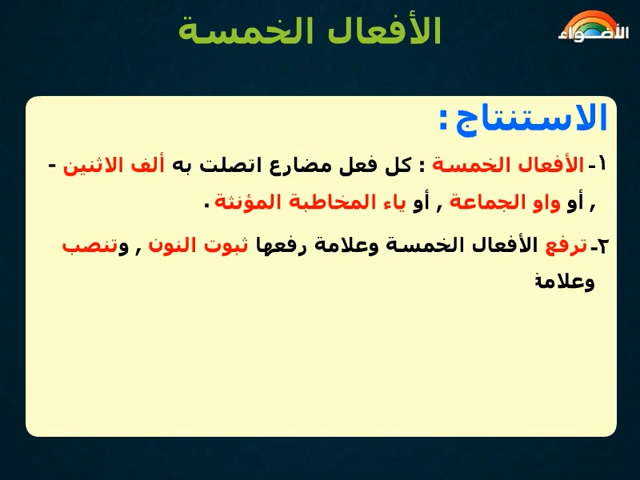 الأفعال الخمسة
الأضواء
الاستنتاج :
١- الأفعال الخمسة : كل فعل مضارع اتصلت به ألف الاثنين -
, أو واو الجماعة , أو ياء المخاطبة المؤنثة .
٢- ترفع الأفعال الخمسة وعلامة رفعها ثبوت النون , وتنصب
وعلامة